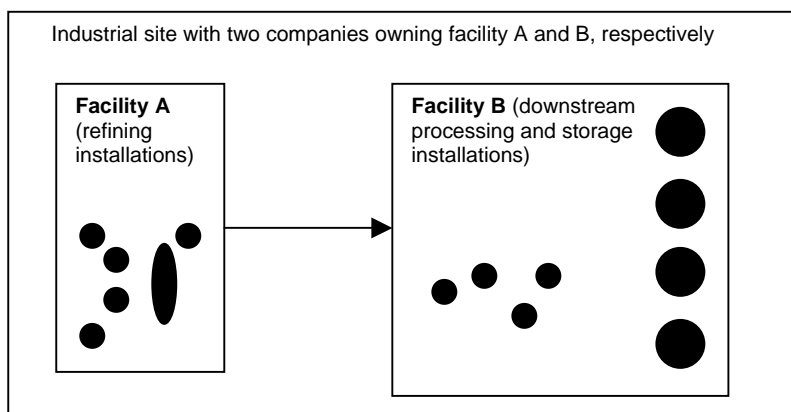 Industrial site with two companies owning facility A and B, respectively
Facility A
(refining
installations)
Facility B (downstream
processing and storage
installations)